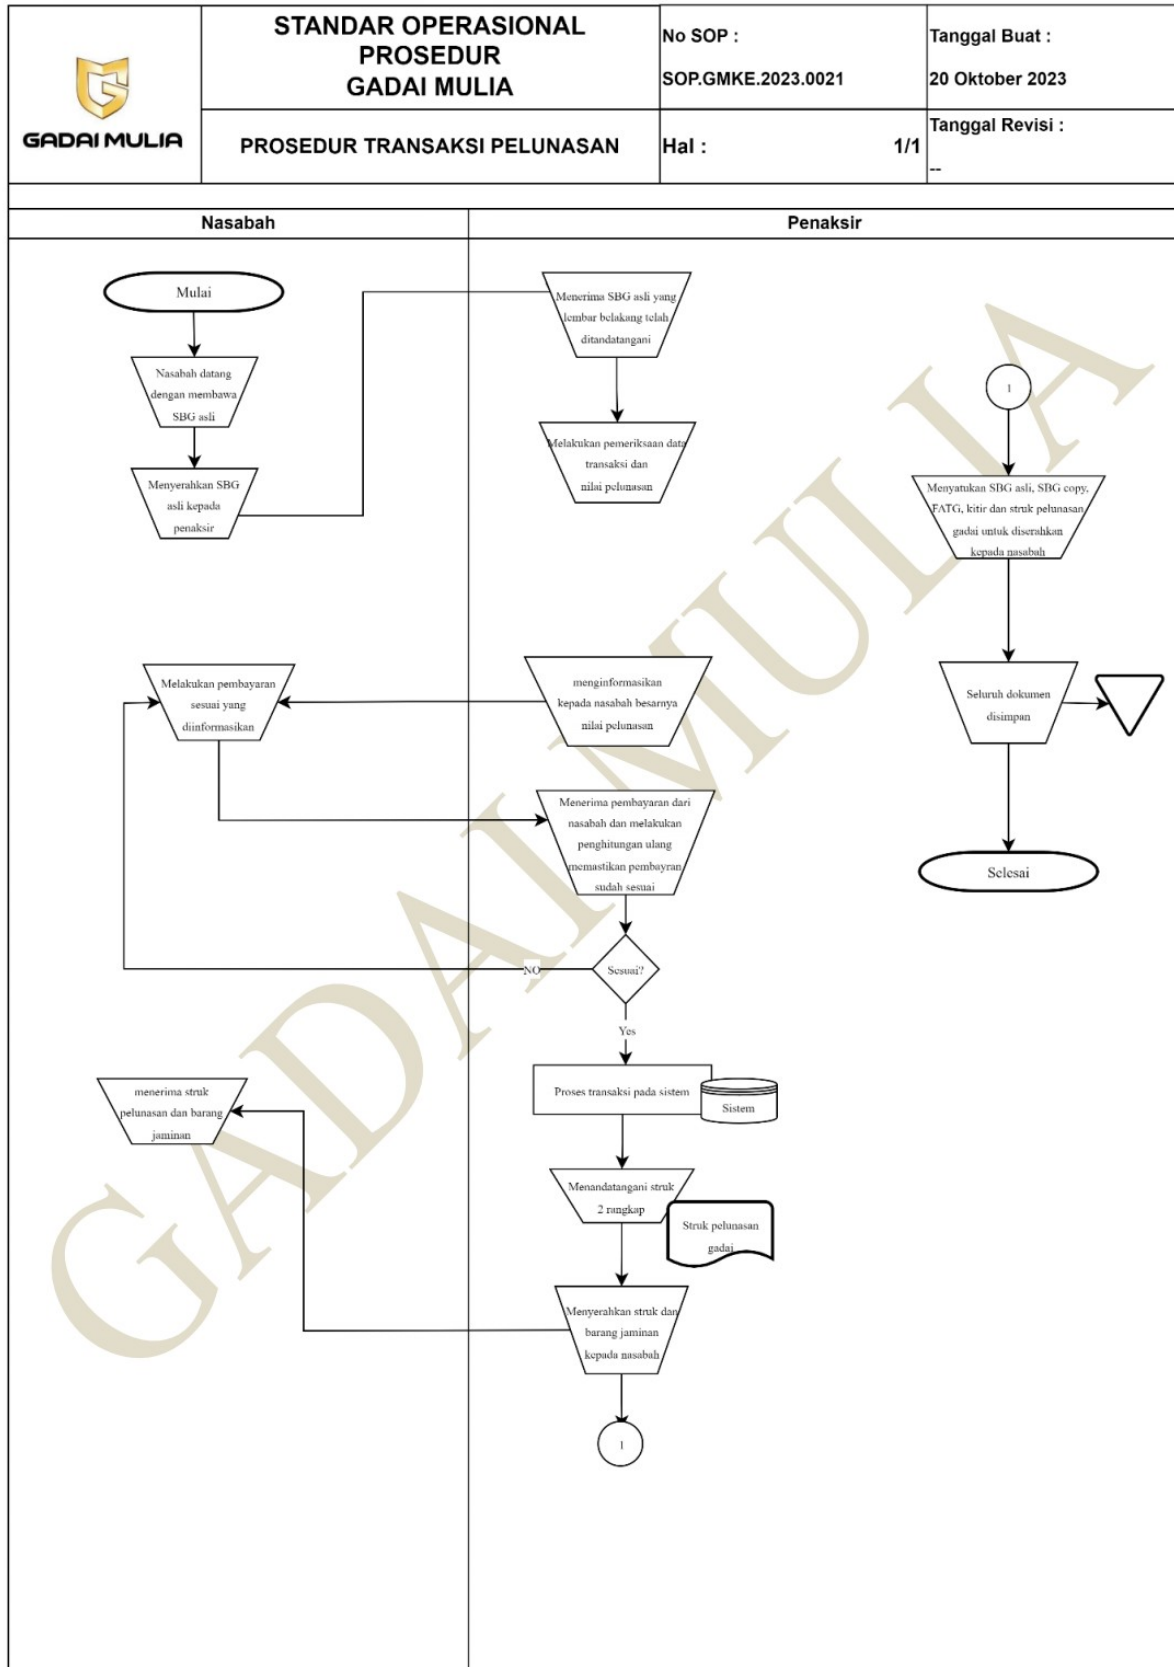 GADAI MULIA
STANDAR OPERASIONAL
PROSEDUR
GADAI MULIA
No SOP :
SOP.GMKE.2023.0021
Tanggal Buat :
20 Oktober 2023
PROSEDUR TRANSAKSI PELUNASAN
Hal : 1/1
Tanggal Revisi :
--
Nasabah
Penaksir
Mulai
Nasabah datang
dengan membawa
SBG asli
Menyerahkan SBG
asli kepada
penaksir
Menerima SBG asli yang
lembar belakang telah
ditandatangani
Melakukan pemeriksaan data
transaksi dan
nilai pelunasan
menginformasikan
kepada nasabah besarnya
nilai pelunasan
Melakukan pembayaran
sesuai yang
diinformasikan
Menerima pembayaran dari
nasabah dan melakukan
penghitungan ulang
memastikan pembayran
sudah sesuai
Sesuai?
NO
Yes
Proses transaksi pada sistem
Sistem
Menandatangani struk
2 rangkap
Struk pelunasan
gadai
Menyerahkan struk dan
barang jaminan
kepada nasabah
menerima struk
pelunasan dan barang
jaminan
1
1
Menyatukan SBG asli, SBG copy,
FATG, kitir dan struk pelunasan
gadai untuk diserahkan
kepada nasabah
Seluruh dokumen
disimpan
Selesai
GADAI MULIA